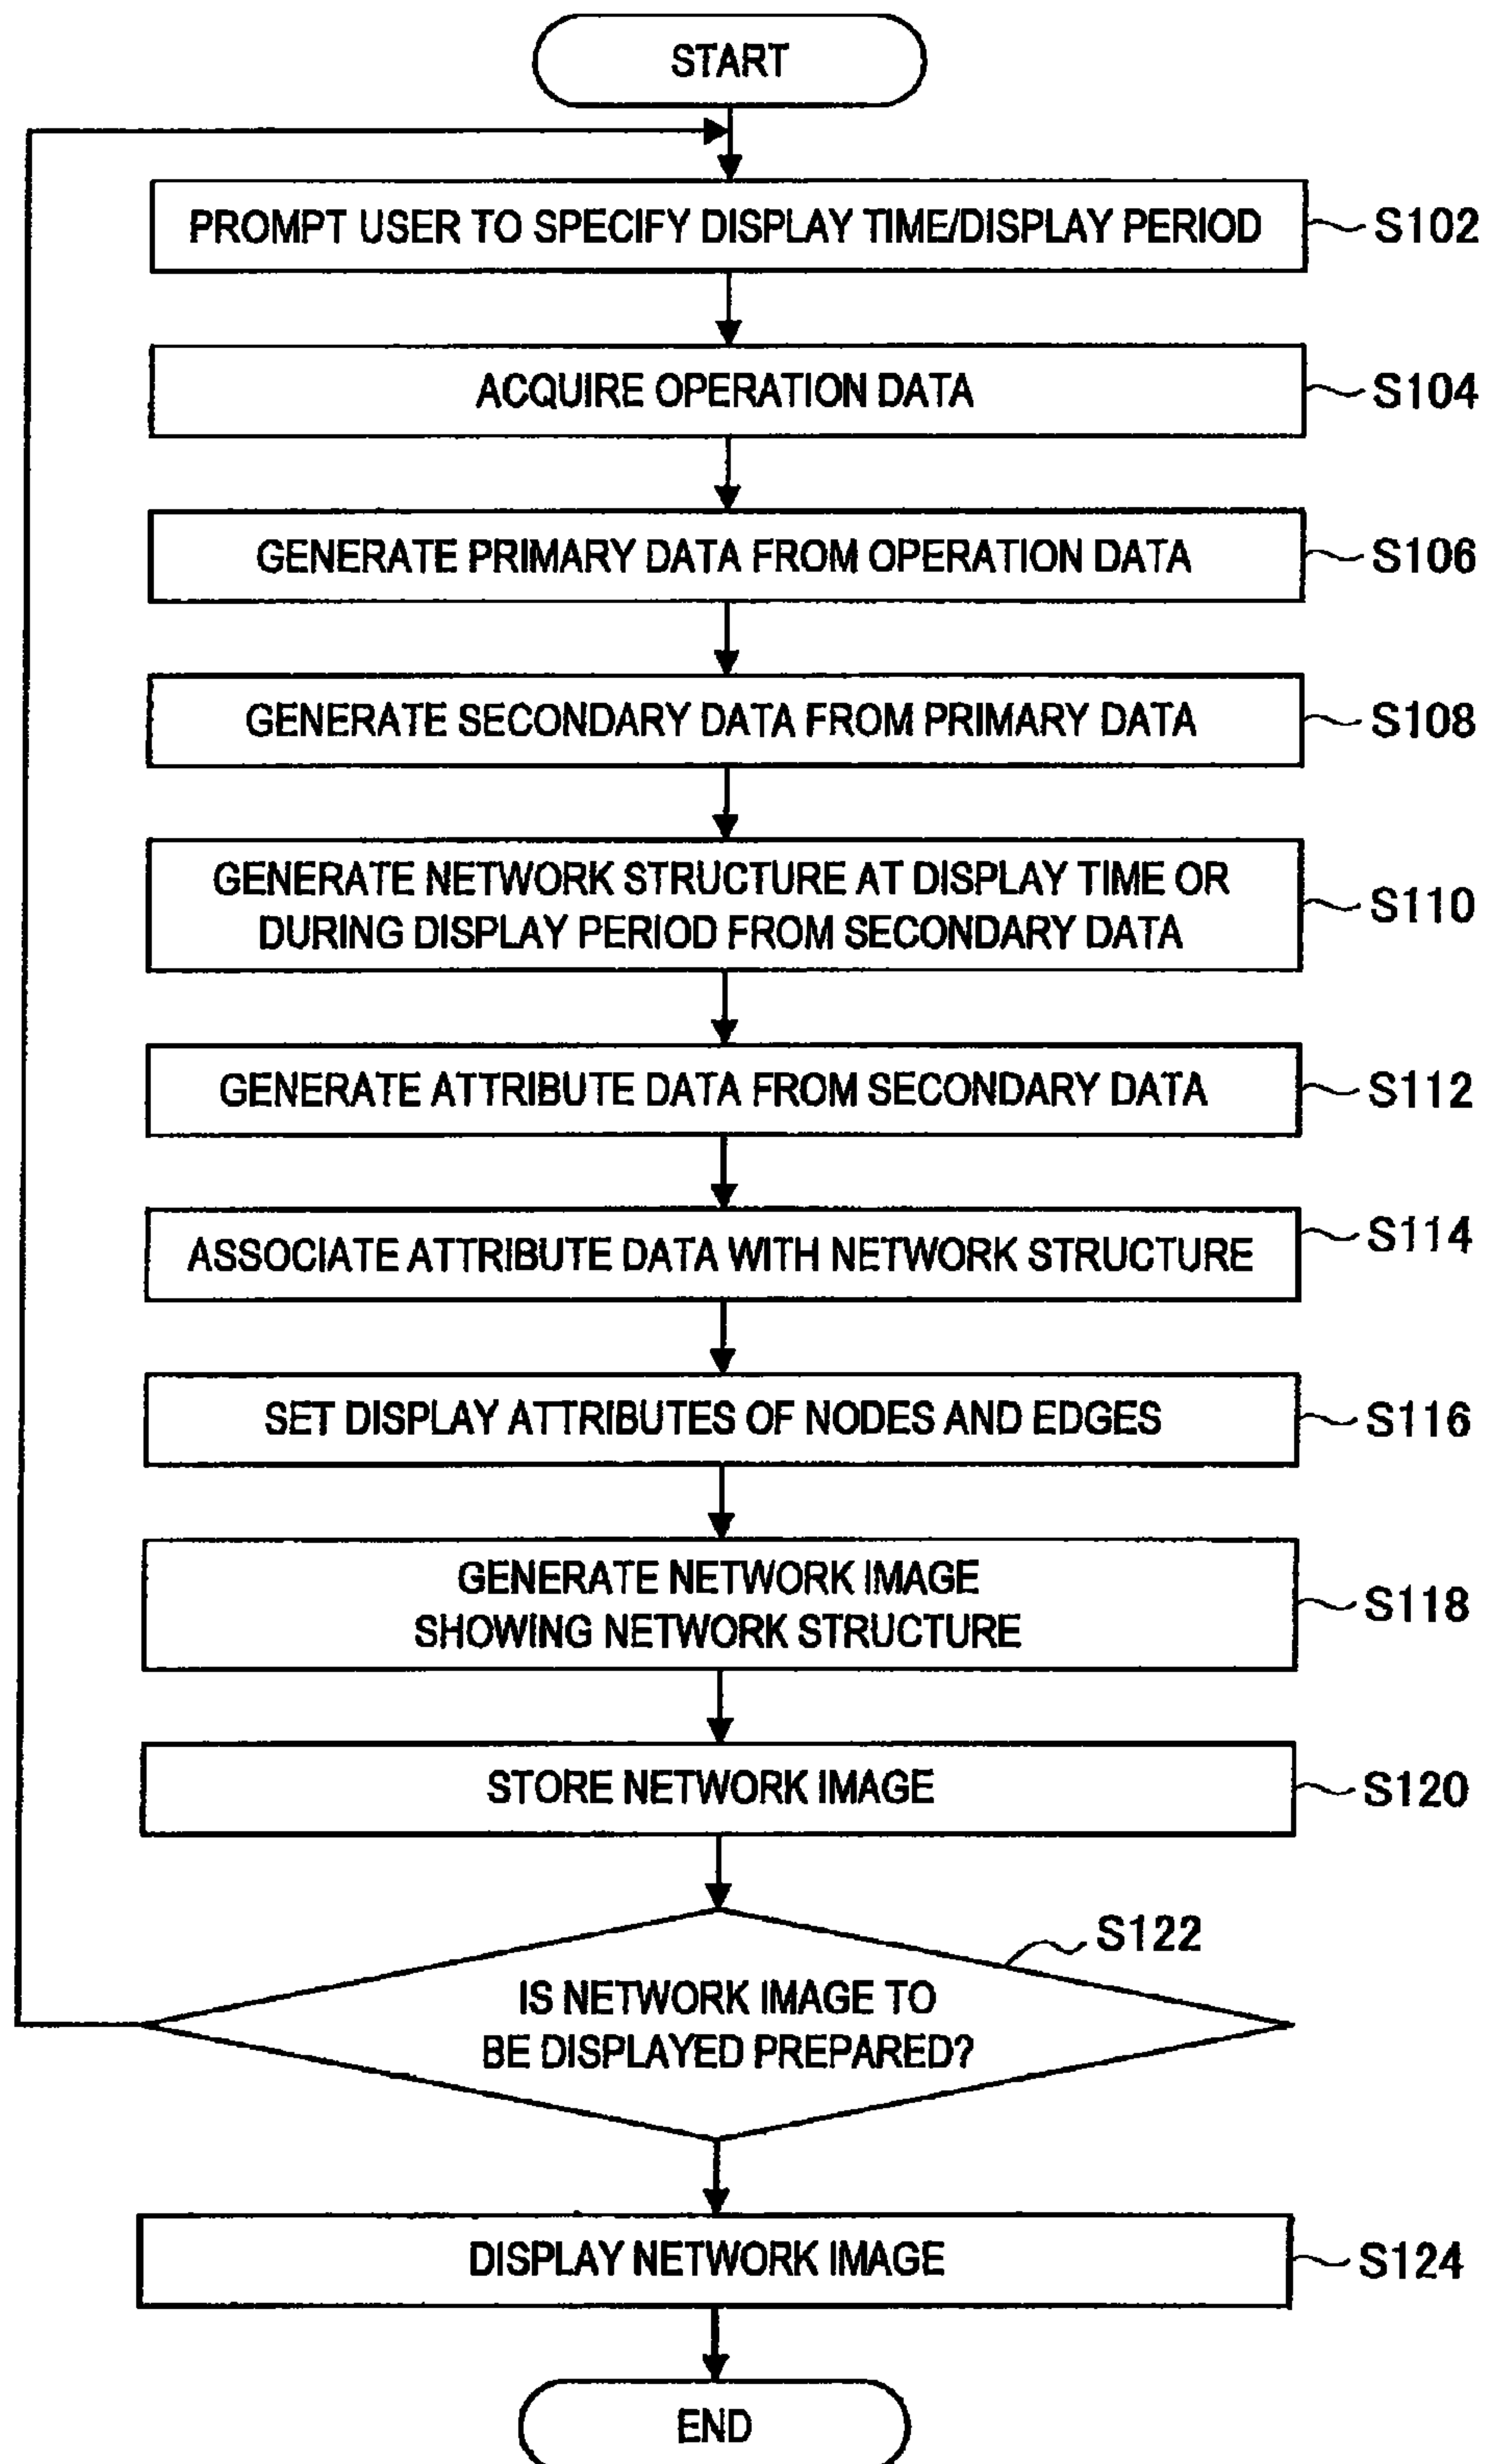 START
PROMPT USER TO SPECIFY DISPLAY TIME/DISPLAY PERIOD
S102
ACQUIRE OPERATION DATA
S104
GENERATE PRIMARY DATA FROM OPERATION DATA
S106
GENERATE SECONDARY DATA FROM PRIMARY DATA
S108
GENERATE NETWORK STRUCTURE AT DISPLAY TIME OR
DURING DISPLAY PERIOD FROM SECONDARY DATA
S110
GENERATE ATTRIBUTE DATA FROM SECONDARY DATA
S112
ASSOCIATE ATTRIBUTE DATA WITH NETWORK STRUCTURE
S114
SET DISPLAY ATTRIBUTES OF NODES AND EDGES
S116
GENERATE NETWORK IMAGE
SHOWING NETWORK STRUCTURE
S118
STORE NETWORK IMAGE
S120
S122
IS NETWORK IMAGE TO
BE DISPLAYED PREPARED?
DISPLAY NETWORK IMAGE
S124
END